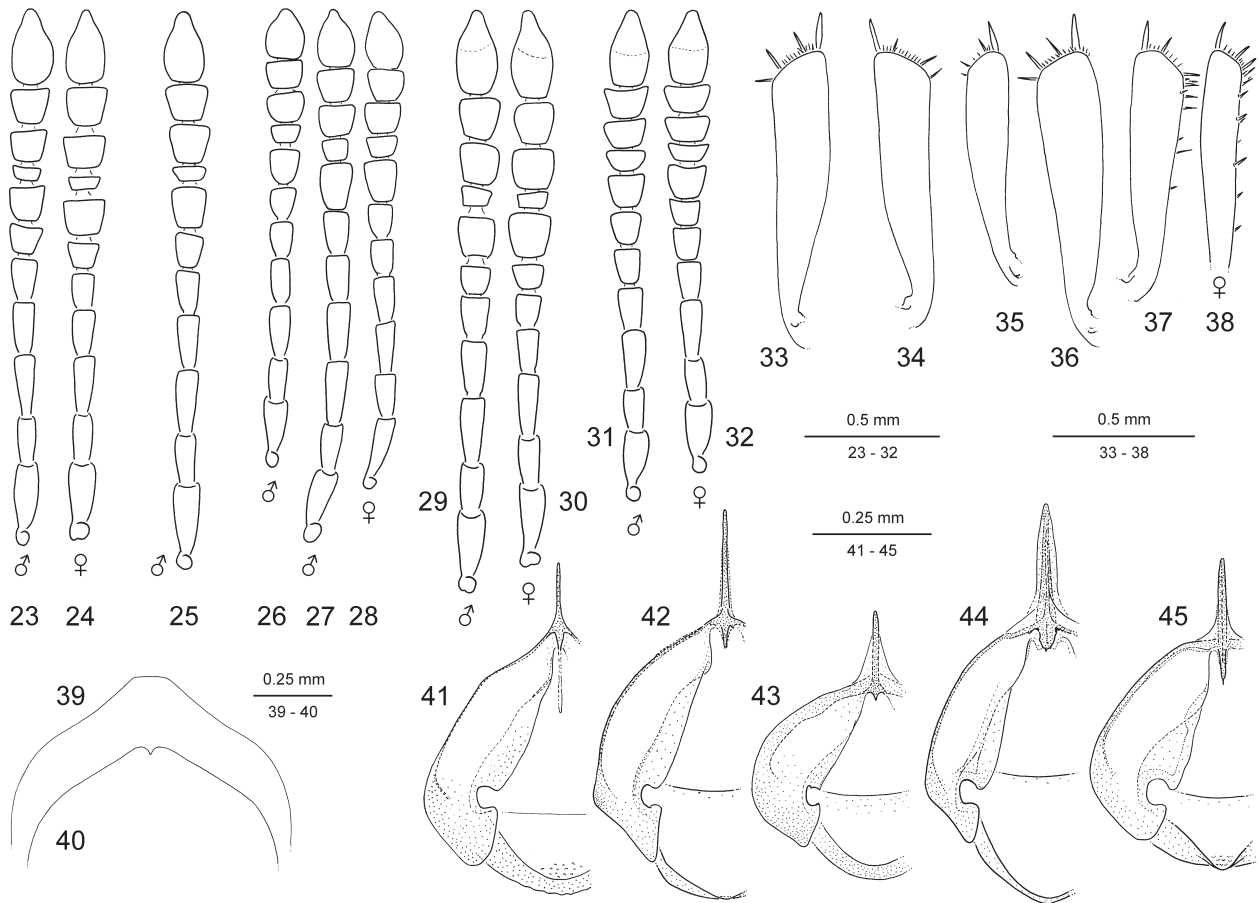 33 34 35 36 37 38
♀
0.5 mm
23 - 32
0.5 mm
33 - 38
31 ♂ 32 ♀
29 ♂ 30 ♀
♂ ♀ ♂ ♂ ♂ ♀
23 24 25 26 27 28
0.25 mm
41 - 45
39
0.25 mm
39 - 40
40
41 42 43 44 45